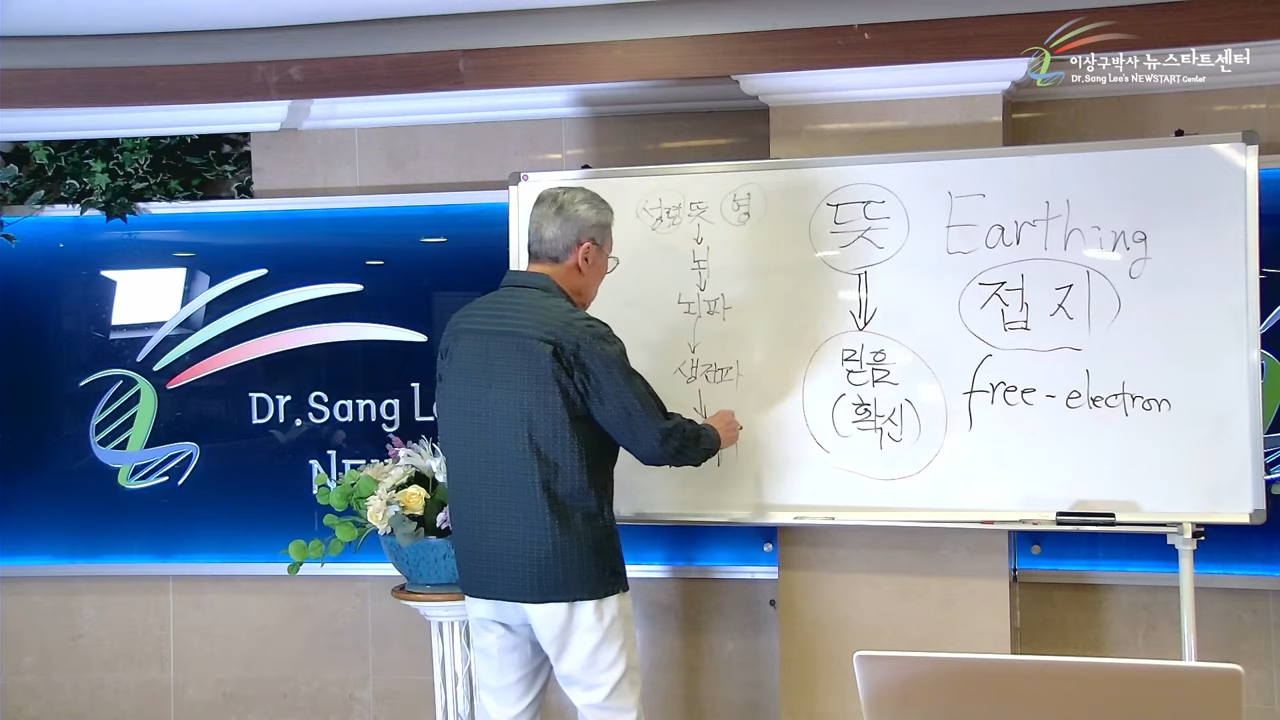 이상구박사 뉴스타트센터
Dr. Sang Lee's NEWSTART Center
Dr. Sang
성령 뜻 영
뇌
뇌파
생전파
뜻
믿음
(확신)
Earthing
접지
free-electron